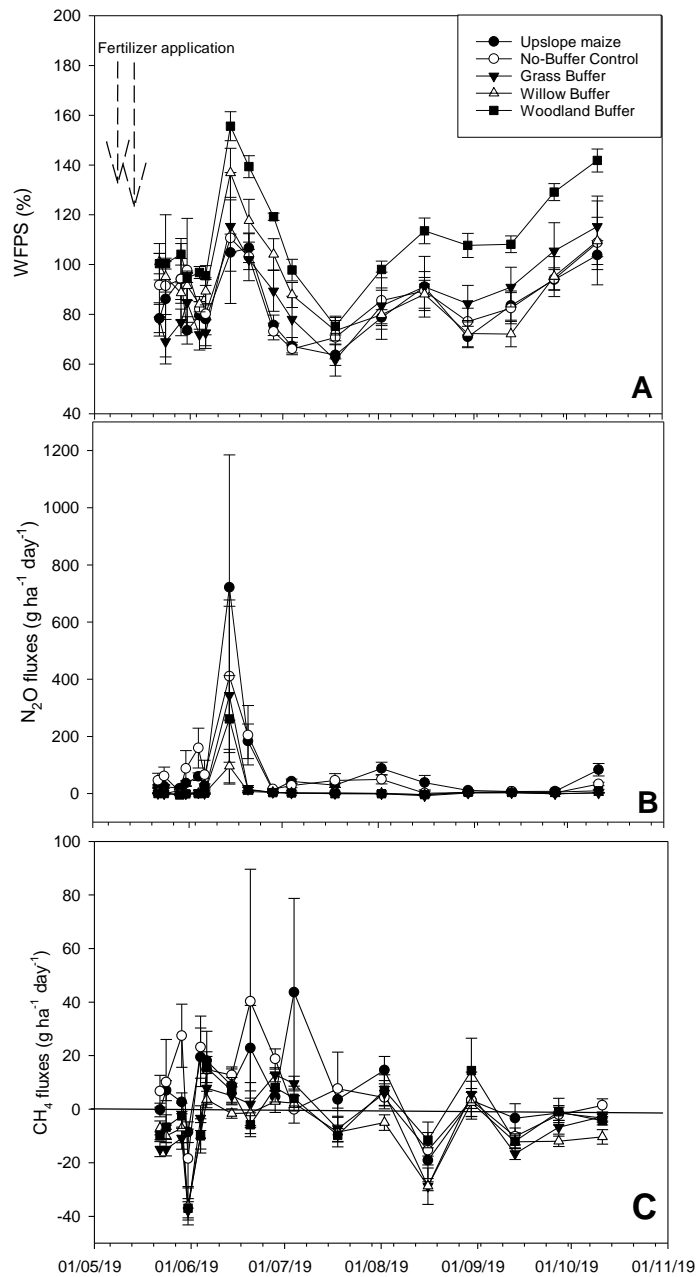 200
Fertilizer application
Upslope maize
No-Buffer Control
Grass Buffer
Willow Buffer
Woodland Buffer
180
160
140
120
100
80
60
40
WFPS (%)
A
1200
1000
800
600
400
200
0
N₂O fluxes (g ha⁻¹ day⁻¹)
B
100
80
60
40
20
0
-20
-40
CH₄ fluxes (g ha⁻¹ day⁻¹)
C
01/05/19 01/06/19 01/07/19 01/08/19 01/09/19 01/10/19 01/11/19